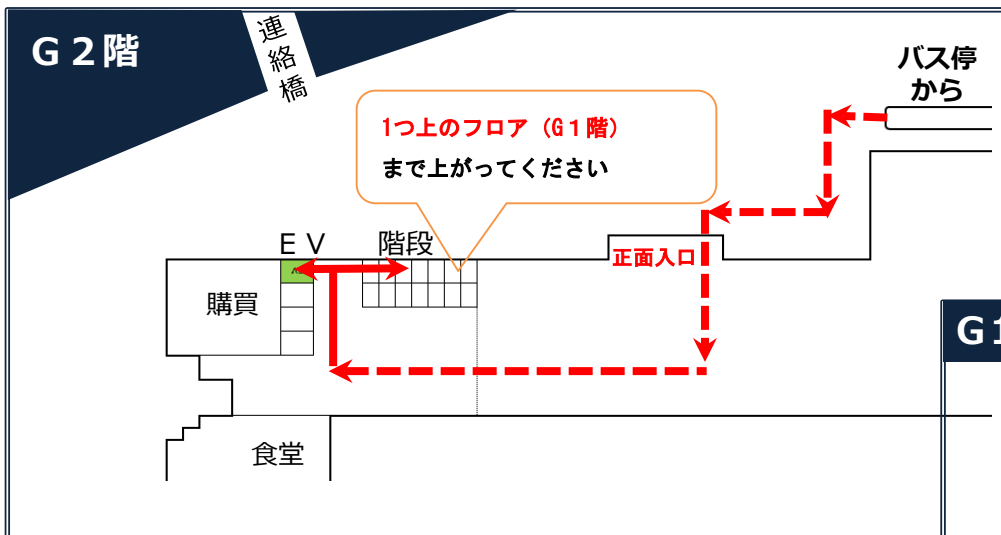 G２階
連絡橋
バス停
から
1つ上のフロア（G１階）
まで上がってください
ＥＶ
階段
正面入口
購買
G1
食堂